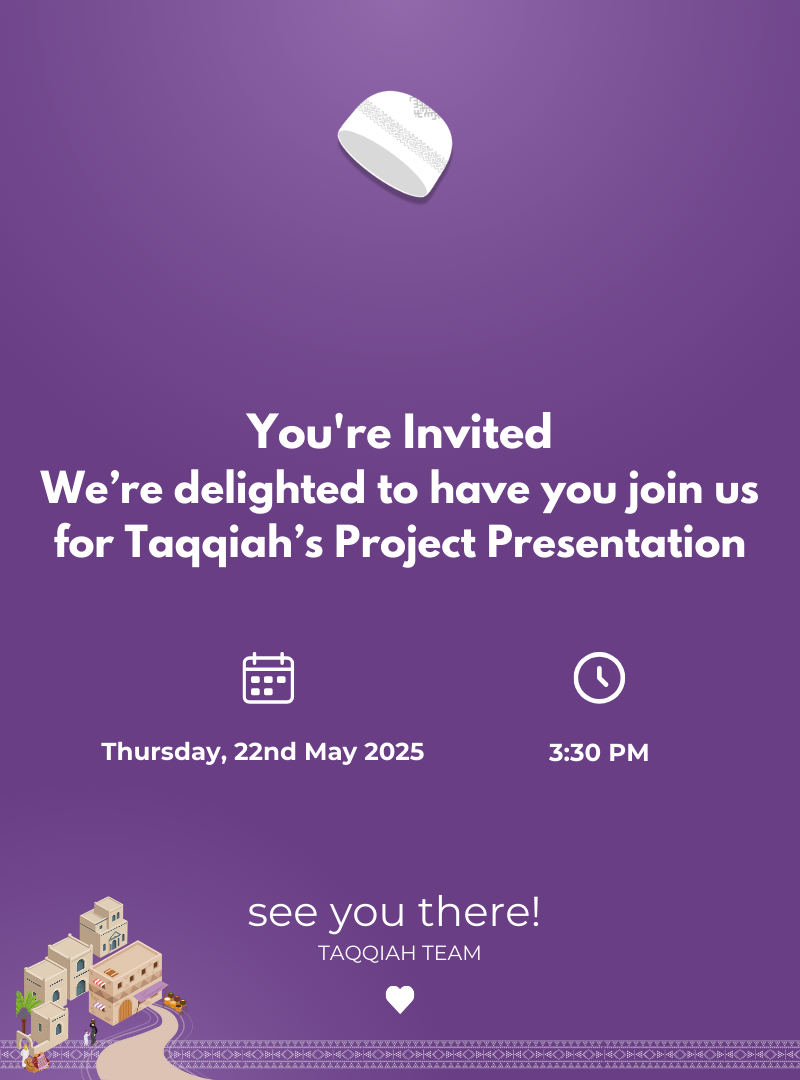 You're Invited
We’re delighted to have you join us
for Taqqiah’s Project Presentation
Thursday, 22nd May 2025
3:30 PM
see you there!
TAQQIAH TEAM